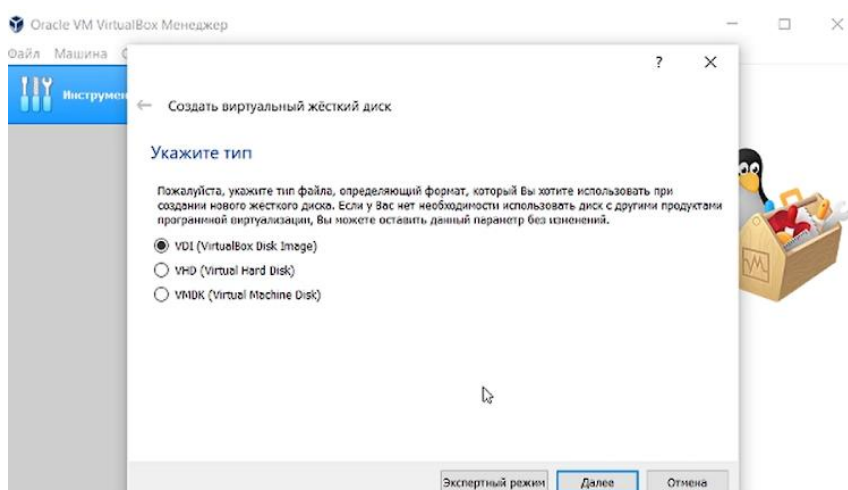 Oracle VM VirtualBox Менеджер
Файл Машина
?
Инструмен
Создать виртуальный жёсткий диск
Укажите тип
Пожалуйста, укажите тип файла, определяющий формат, который Вы хотите использовать при
создании нового жёсткого диска. Если у Вас нет необходимости использовать диск с другими продуктами
программной виртуализации, Вы можете оставить данный параметр без изменений.
VDI (VirtualBox Disk Image)
VHD (Virtual Hard Disk)
VMDK (Virtual Machine Disk)
Экспертный режим Далее Отмена